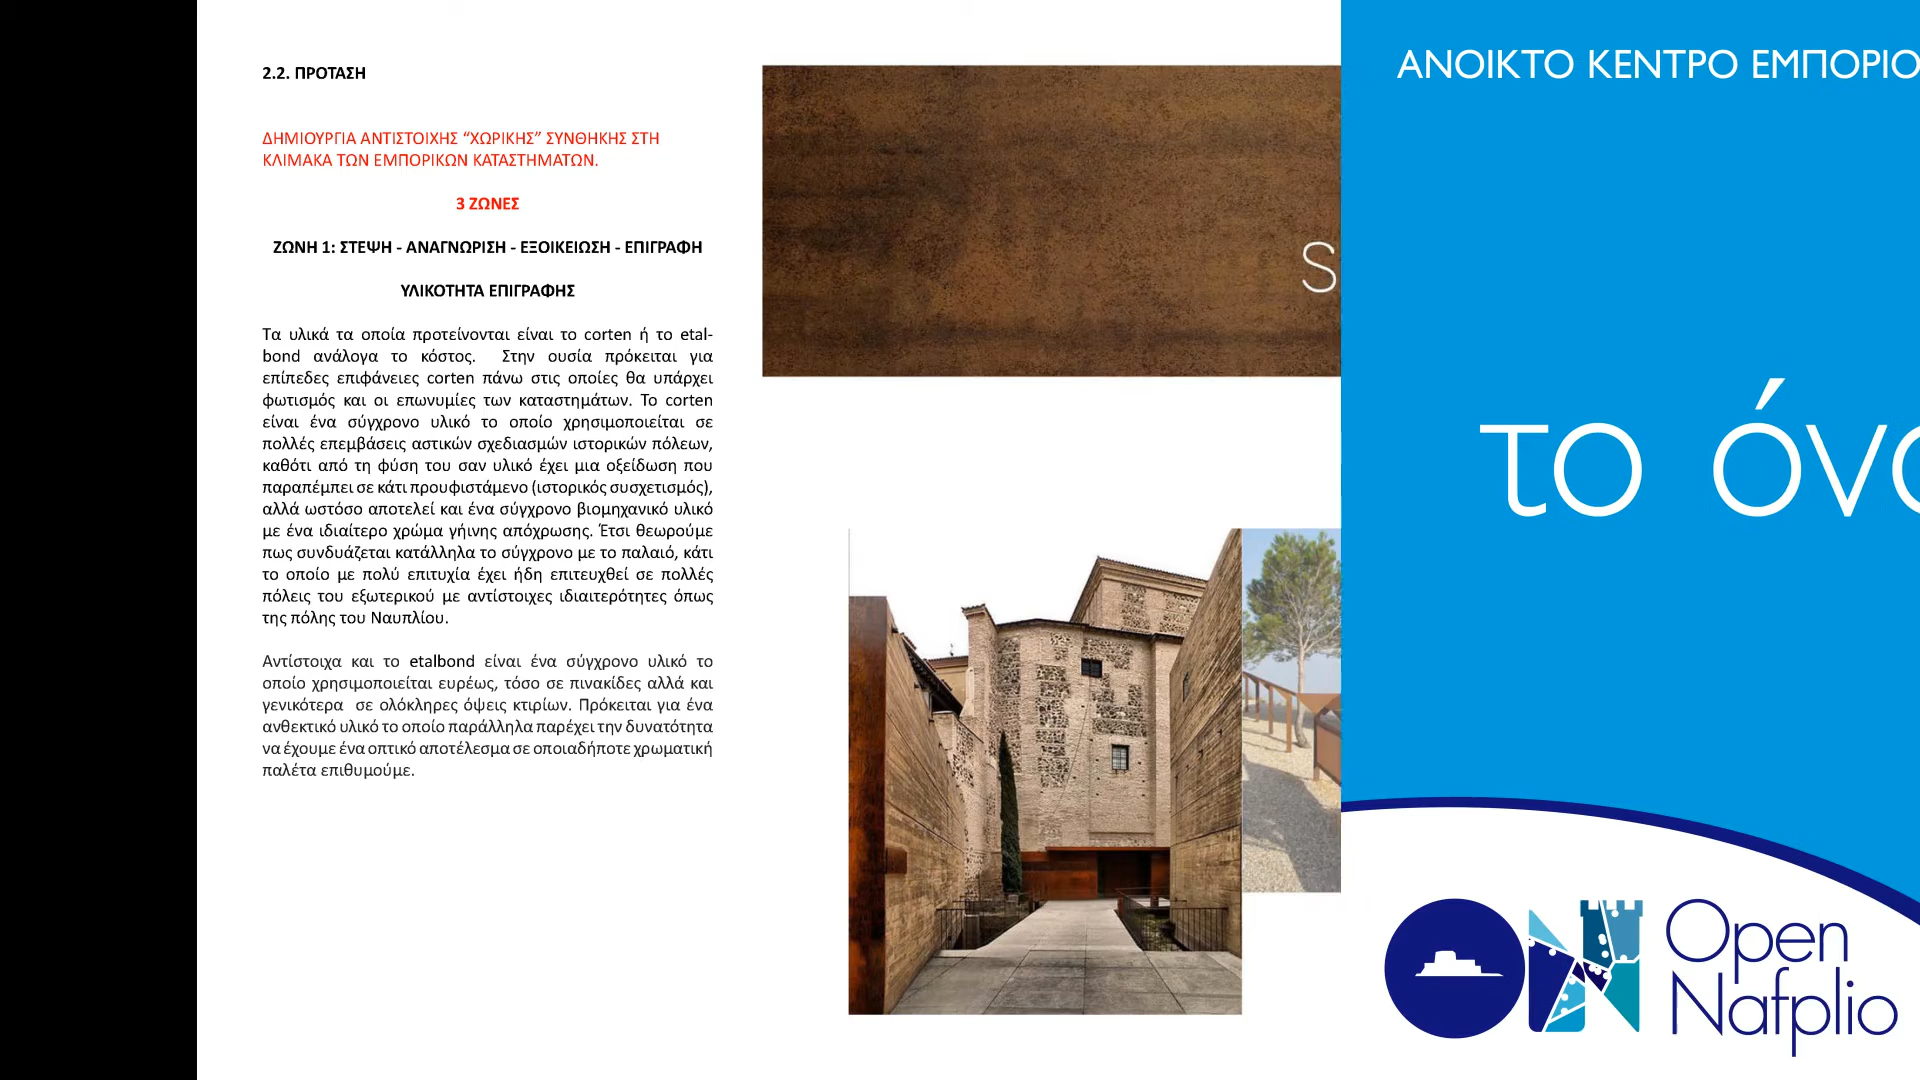 2.2. ΠΡΟΤΑΣΗ
ΔΗΜΙΟΥΡΓΙΑ ΑΝΤΙΣΤΟΙΧΗΣ “ΧΩΡΙΚΗΣ” ΣΥΝΘΗΚΗΣ ΣΤΗ
ΚΛΙΜΑΚΑ ΤΩΝ ΕΜΠΟΡΙΚΩΝ ΚΑΤΑΣΤΗΜΑΤΩΝ.
3 ΖΩΝΕΣ
ΖΩΝΗ 1: ΣΤΕΨΗ - ΑΝΑΓΝΩΡΙΣΗ - ΕΞΟΙΚΕΙΩΣΗ - ΕΠΙΓΡΑΦΗ
ΥΛΙΚΟΤΗΤΑ ΕΠΙΓΡΑΦΗΣ
Τα υλικά τα οποία προτείνονται είναι το corten ή το etal-
bond ανάλογα το κόστος. Στην ουσία πρόκειται για
επίπεδες επιφάνειες corten πάνω στις οποίες θα υπάρχει
φωτισμός και οι επωνυμίες των καταστημάτων. Το corten
είναι ένα σύγχρονο υλικό το οποίο χρησιμοποιείται σε
πολλές επεμβάσεις αστικών σχεδιασμών ιστορικών πόλεων,
καθότι από τη φύση του σαν υλικό έχει μια οξείδωση που
παραπέμπει σε κάτι προυφιστάμενο (ιστορικός συσχετισμός),
αλλά ωστόσο αποτελεί και ένα σύγχρονο βιομηχανικό υλικό
με ένα ιδιαίτερο χρώμα γήινης απόχρωσης. Έτσι θεωρούμε
πως συνδυάζεται κατάλληλα το σύγχρονο με το παλαιό, κάτι
το οποίο με πολύ επιτυχία έχει ήδη επιτευχθεί σε πολλές
πόλεις του εξωτερικού με αντίστοιχες ιδιαιτερότητες όπως
της πόλης του Ναυπλίου.
Αντίστοιχα και το etalbond είναι ένα σύγχρονο υλικό το
οποίο χρησιμοποιείται ευρέως, τόσο σε πινακίδες αλλά και
γενικότερα σε ολόκληρες όψεις κτιρίων. Πρόκειται για ένα
ανθεκτικό υλικό το οποίο παράλληλα παρέχει την δυνατότητα
να έχουμε ένα οπτικό αποτέλεσμα σε οποιαδήποτε χρωματική
παλέτα επιθυμούμε.
S
ΑΝΟΙΚΤΟ ΚΕΝΤΡΟ ΕΜΠΟΡΙΟ
το όνο
ON
Open
Nafplio